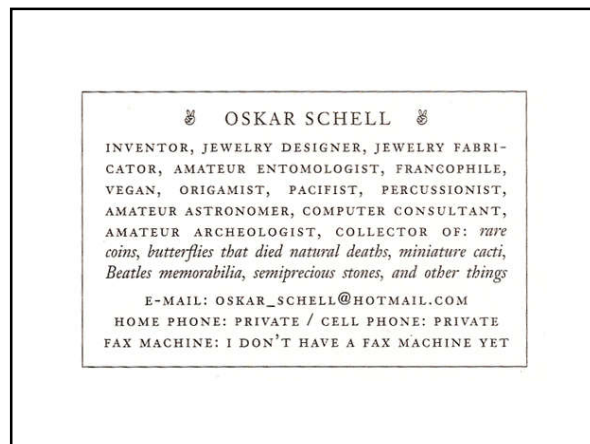 ✌ OSKAR SCHELL ✌
INVENTOR, JEWELRY DESIGNER, JEWELRY FABRI-
CATOR, AMATEUR ENTOMOLOGIST, FRANCOPHILE,
VEGAN, ORIGAMIST, PACIFIST, PERCUSSIONIST,
AMATEUR ASTRONOMER, COMPUTER CONSULTANT,
AMATEUR ARCHEOLOGIST, COLLECTOR OF: rare
coins, butterflies that died natural deaths, miniature cacti,
Beatles memorabilia, semiprecious stones, and other things
E-MAIL: OSKAR_SCHELL@HOTMAIL.COM
HOME PHONE: PRIVATE / CELL PHONE: PRIVATE
FAX MACHINE: I DON'T HAVE A FAX MACHINE YET